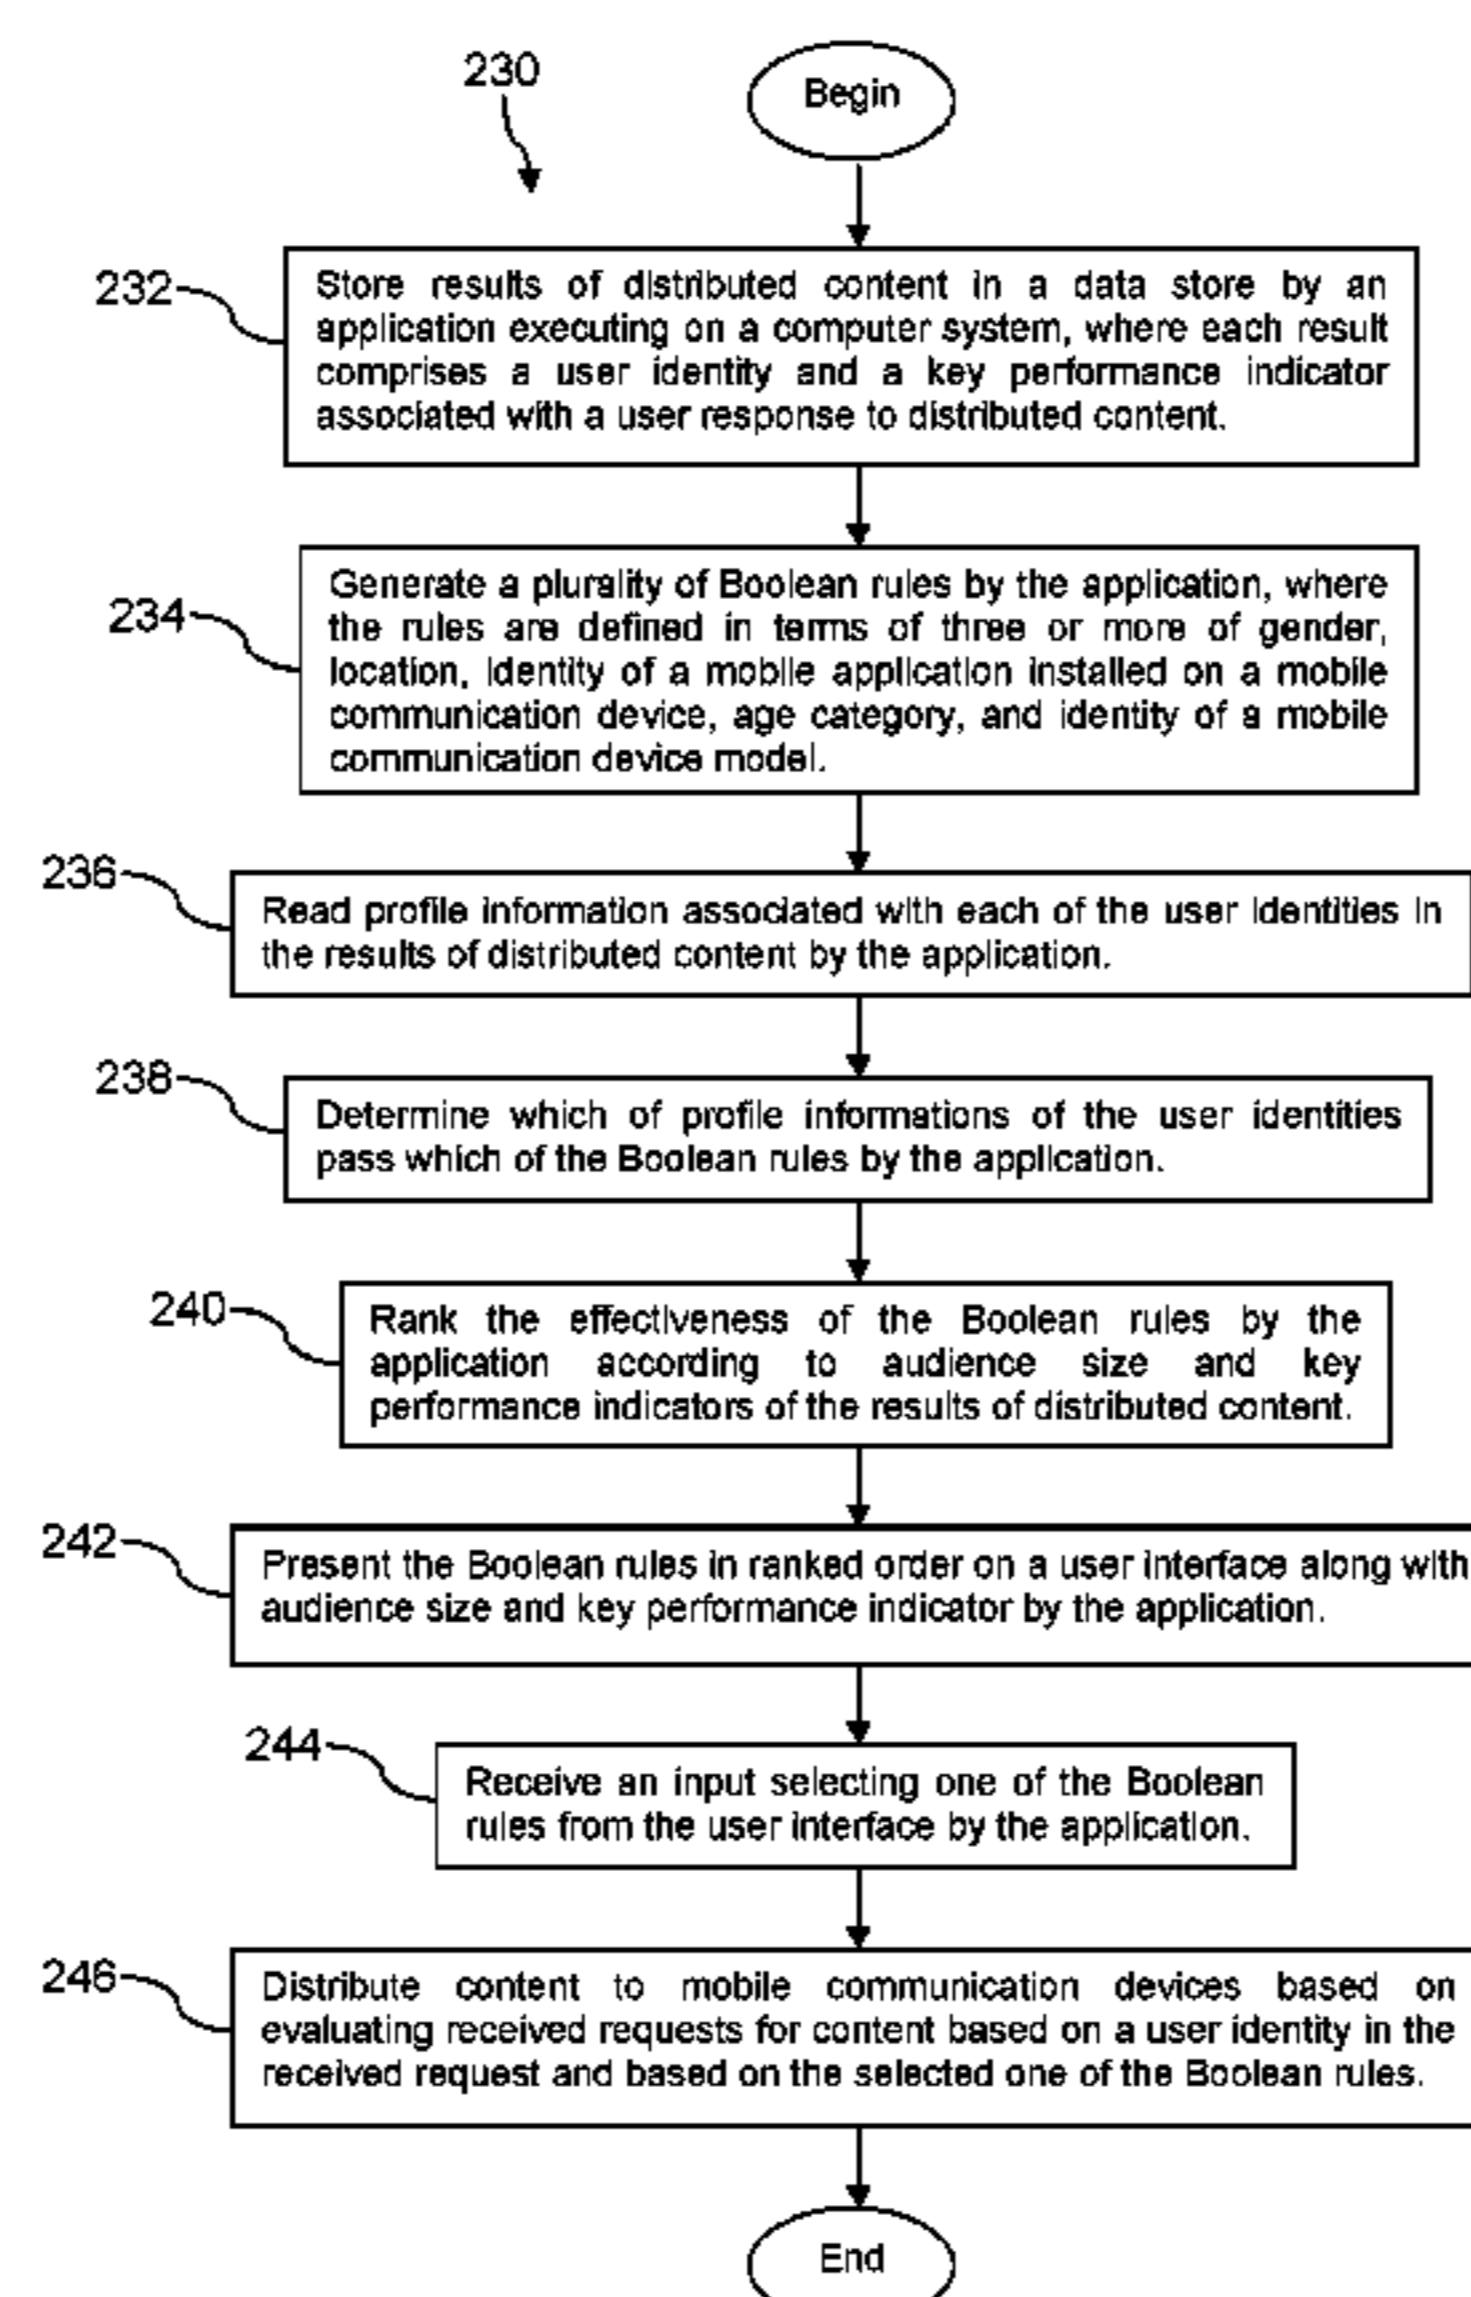 230
Begin
232
Store results of distributed content in a data store by an
application executing on a computer system, where each result
comprises a user identity and a key performance indicator
associated with a user response to distributed content.
234
Generate a plurality of Boolean rules by the application, where
the rules are defined in terms of three or more of gender,
location, identity of a mobile application installed on a mobile
communication device, age category, and identity of a mobile
communication device model.
236
Read profile information associated with each of the user identities in
the results of distributed content by the application.
238
Determine which of profile informations of the user identities
pass which of the Boolean rules by the application.
240
Rank the effectiveness of the Boolean rules by the
application according to audience size and key
performance indicators of the results of distributed content.
242
Present the Boolean rules in ranked order on a user interface along with
audience size and key performance indicator by the application.
244
Receive an input selecting one of the Boolean
rules from the user interface by the application.
246
Distribute content to mobile communication devices based on
evaluating received requests for content based on a user identity in the
received request and based on the selected one of the Boolean rules.
End